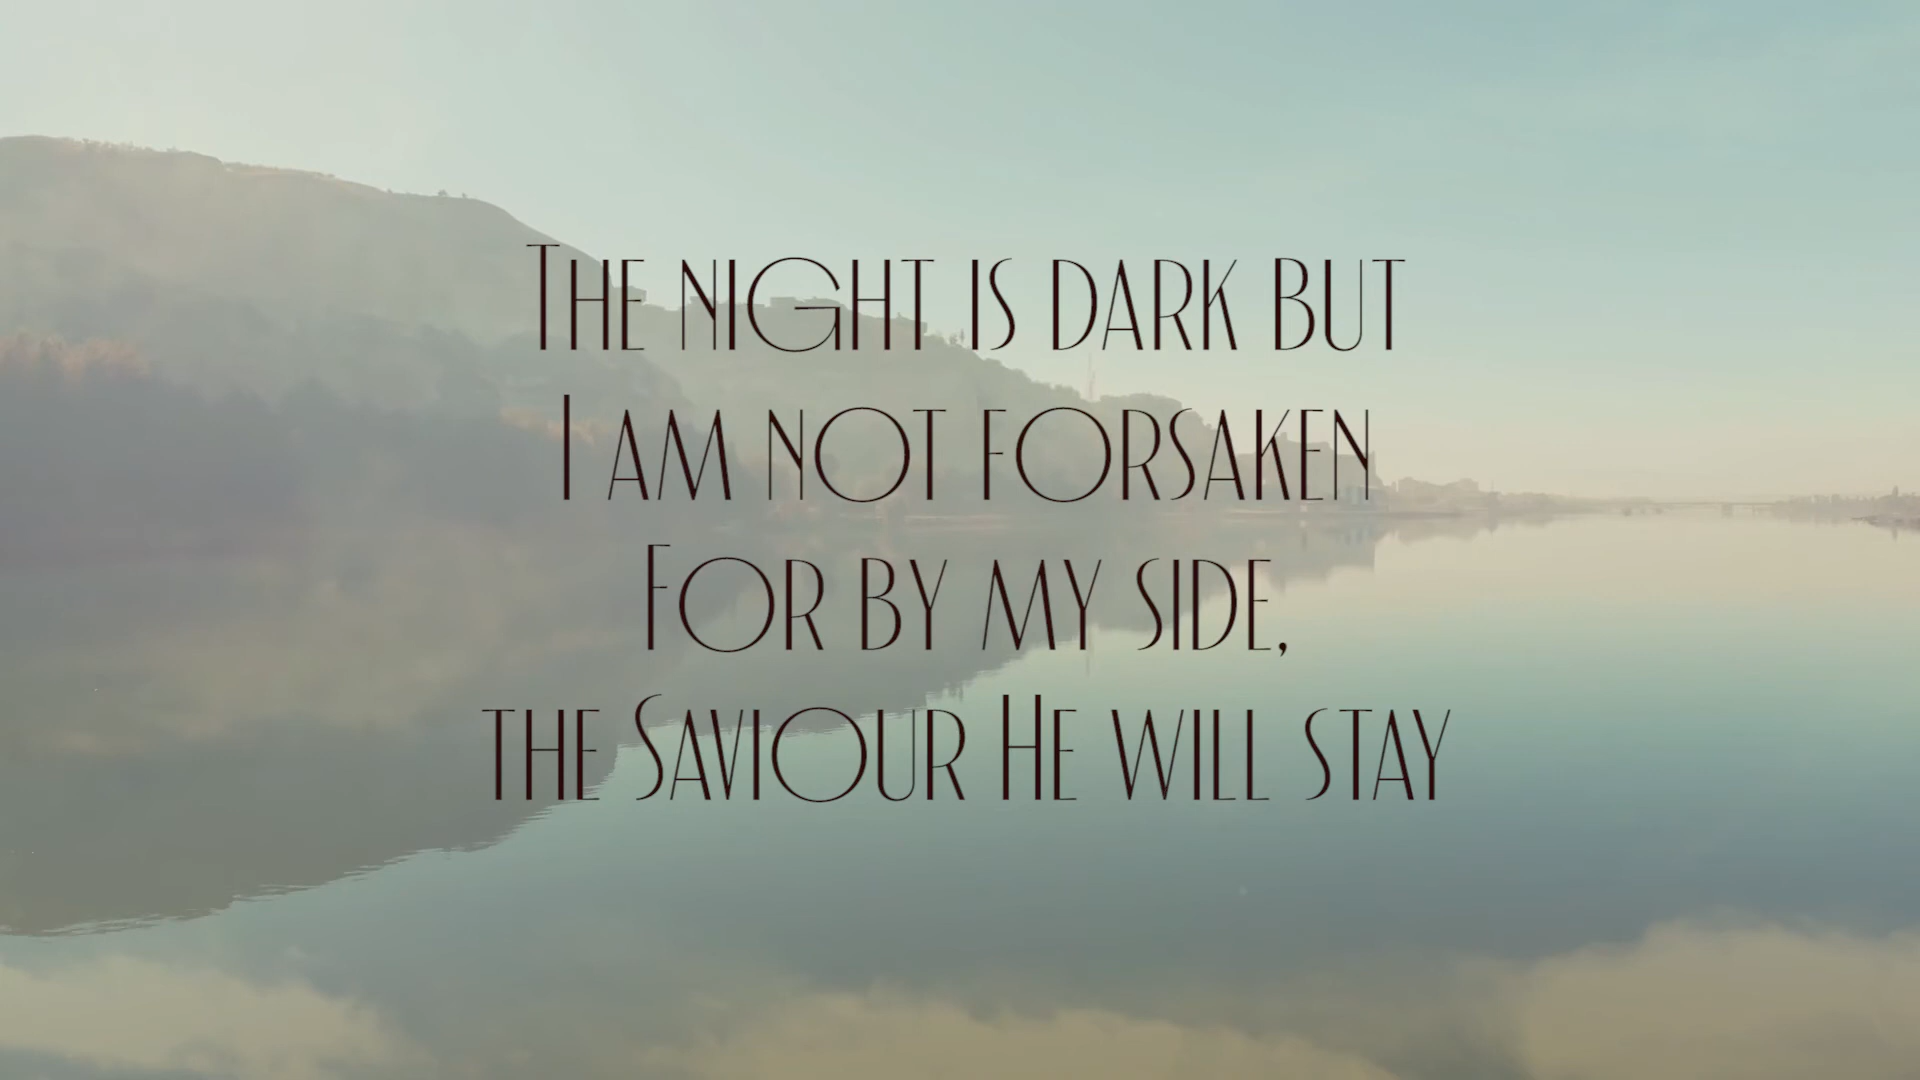 The night is dark but
I am not forsaken
For by my side,
the Saviour He will stay